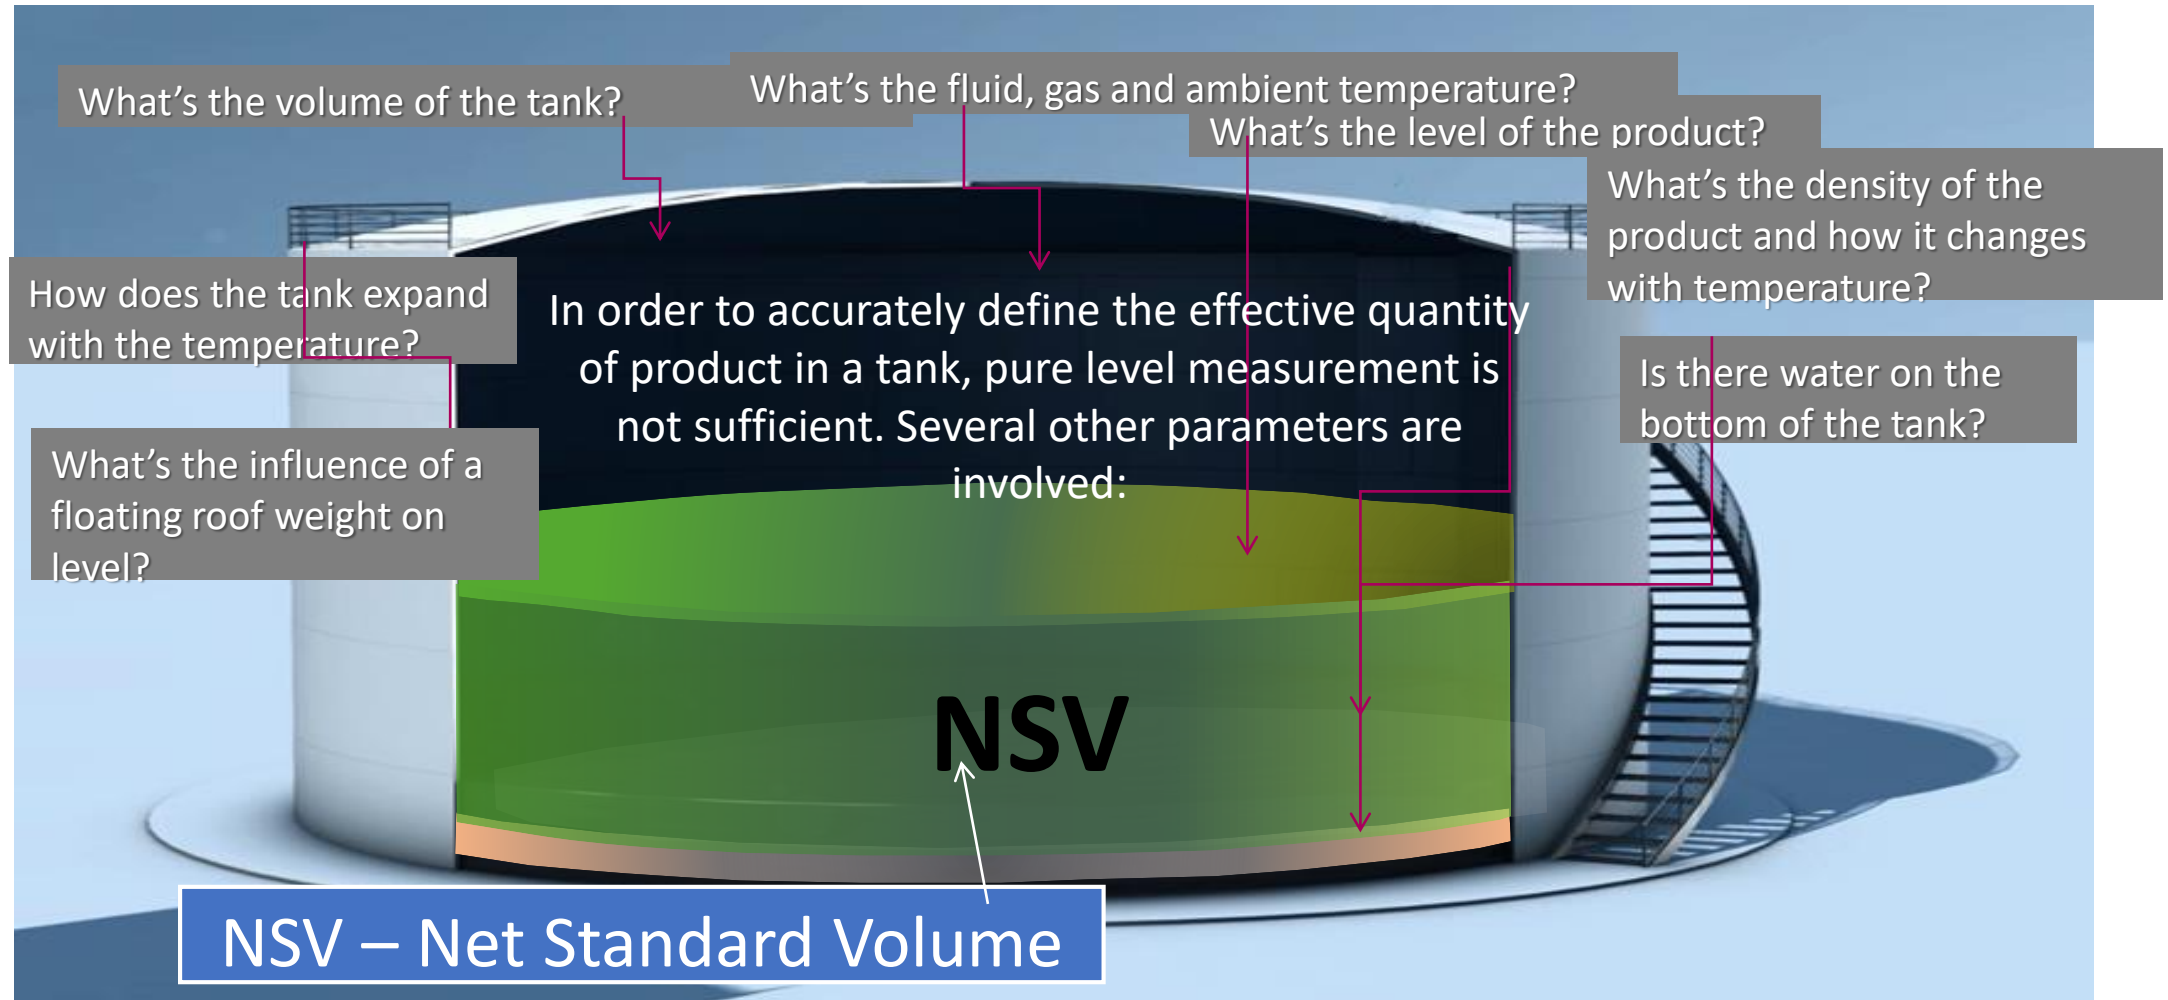 What’s the volume of the tank?
What’s the fluid, gas and ambient temperature?
What’s the level of the product?
What’s the density of the
product and how it changes
with temperature?
How does the tank expand
with the temperature?
In order to accurately define the effective quantity
of product in a tank, pure level measurement is
not sufficient. Several other parameters are
involved:
Is there water on the
bottom of the tank?
What’s the influence of a
floating roof weight on
level?
NSV
NSV – Net Standard Volume